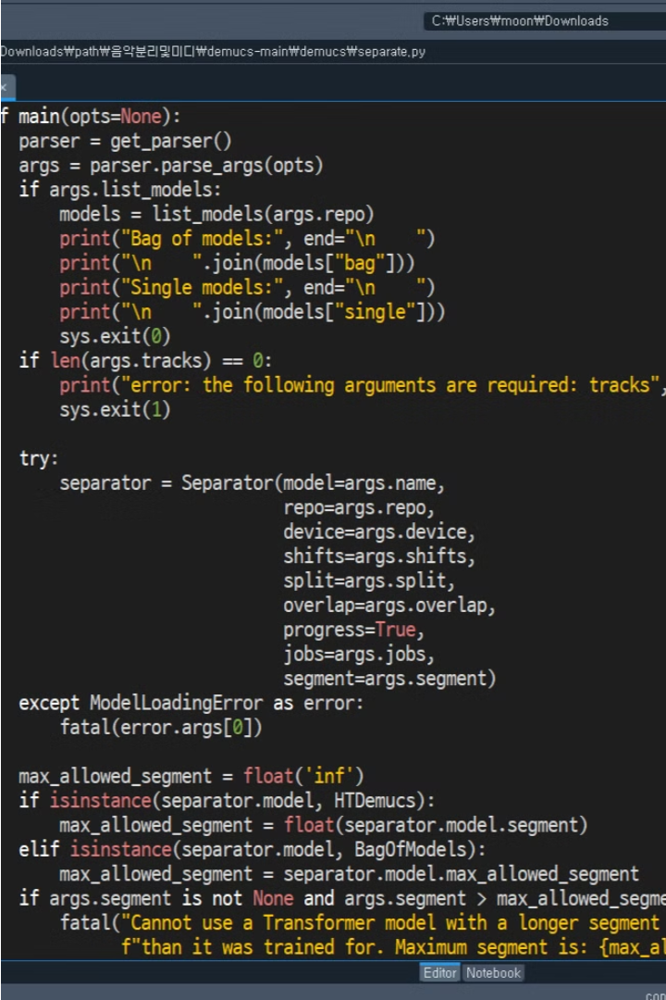 C:₩Users₩moon₩Downloads
Downloads₩path₩음악분리및미디₩demucs-main₩demucs₩separate.py
x
f main(opts=None):
    parser = get_parser()
    args = parser.parse_args(opts)
    if args.list_models:
        models = list_models(args.repo)
        print("Bag of models:", end="\n    ")
        print("\n    ".join(models["bag"]))
        print("Single models:", end="\n    ")
        print("\n    ".join(models["single"]))
        sys.exit(0)
    if len(args.tracks) == 0:
        print("error: the following arguments are required: tracks",
        sys.exit(1)
    try:
        separator = Separator(model=args.name,
                              repo=args.repo,
                              device=args.device,
                              shifts=args.shifts,
                              split=args.split,
                              overlap=args.overlap,
                              progress=True,
                              jobs=args.jobs,
                              segment=args.segment)
    except ModelLoadingError as error:
        fatal(error.args[0])
    max_allowed_segment = float('inf')
    if isinstance(separator.model, HTDemucs):
        max_allowed_segment = float(separator.model.segment)
    elif isinstance(separator.model, BagOfModels):
        max_allowed_segment = separator.model.max_allowed_segment
    if args.segment is not None and args.segment > max_allowed_segme
        fatal("Cannot use a Transformer model with a longer segment
              f"than it was trained for. Maximum segment is: {max_al
Editor Notebook